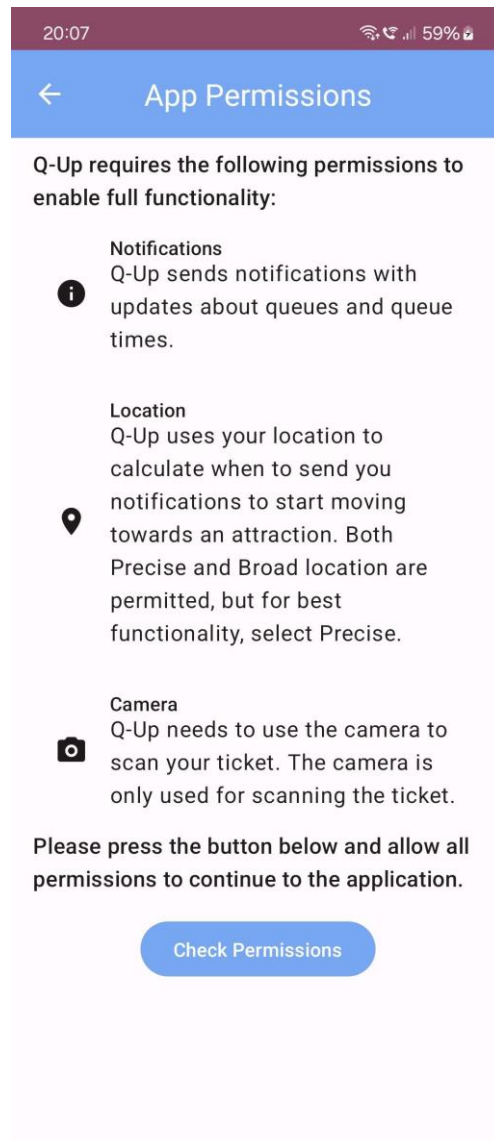 20:07
59%
App Permissions
Q-Up requires the following permissions to
enable full functionality:
Notifications
Q-Up sends notifications with
updates about queues and queue
times.
Location
Q-Up uses your location to
calculate when to send you
notifications to start moving
towards an attraction. Both
Precise and Broad location are
permitted, but for best
functionality, select Precise.
Camera
Q-Up needs to use the camera to
scan your ticket. The camera is
only used for scanning the ticket.
Please press the button below and allow all
permissions to continue to the application.
Check Permissions